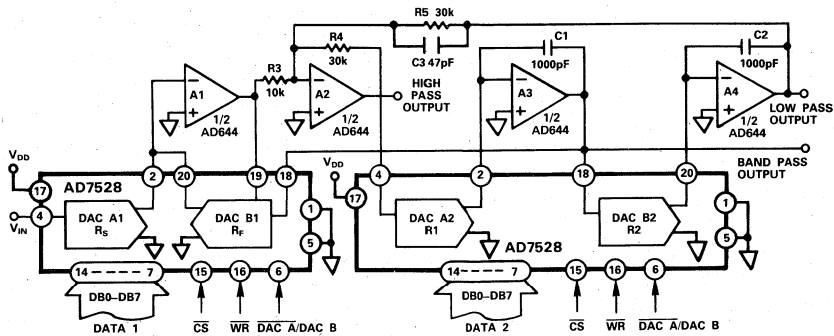 R5 30k
C3 47pF
R4
30k
R3
10k
C1
1000pF
C2
1000pF
A1
1/2
AD644
A2
1/2
AD644
HIGH
PASS
OUTPUT
A3
1/2
AD644
A4
1/2
AD644
LOW PASS
OUTPUT
BAND PASS
OUTPUT
VDD
17
AD7528
2
20
19
18
4
VIN
DAC A1
RS
DAC B1
RF
1
5
14 ----- 7
DB0–DB7
DATA 1
15
16
6
CS
WR
DAC A/DAC B
VDD
17
4
2
18
20
DAC A2
R1
DAC B2
R2
AD7528
1
5
14 ----- 7
DB0–DB7
DATA 2
15
16
6
CS
WR
DAC A/DAC B